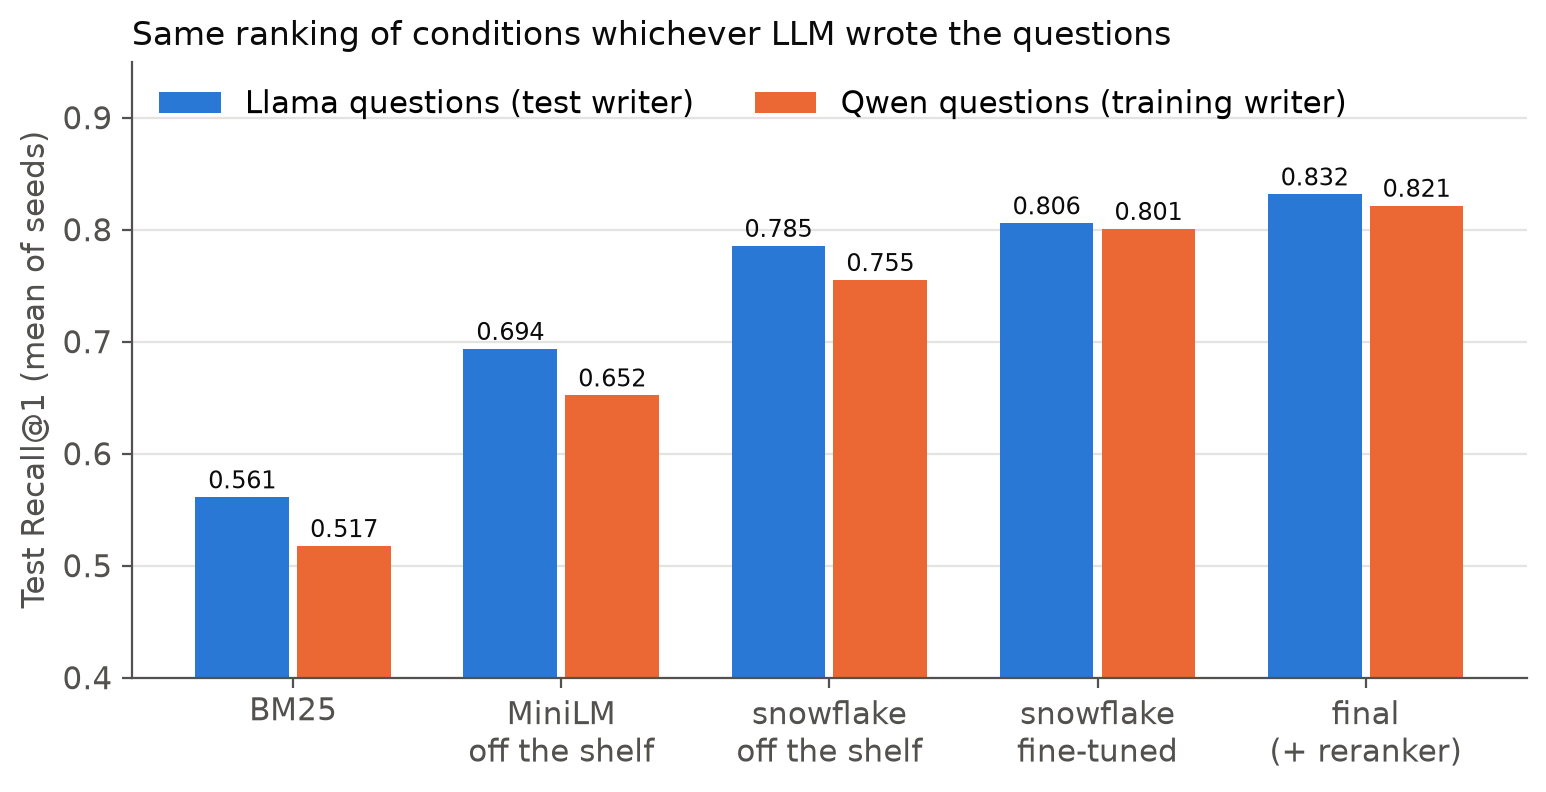 Same ranking of conditions whichever LLM wrote the questions
Llama questions (test writer)
Qwen questions (training writer)
Test Recall@1 (mean of seeds)
0.9
0.8
0.7
0.6
0.5
0.4
0.561
0.517
0.694
0.652
0.785
0.755
0.806
0.801
0.832
0.821
BM25
MiniLM
off the shelf
snowflake
off the shelf
snowflake
fine-tuned
final
(+ reranker)